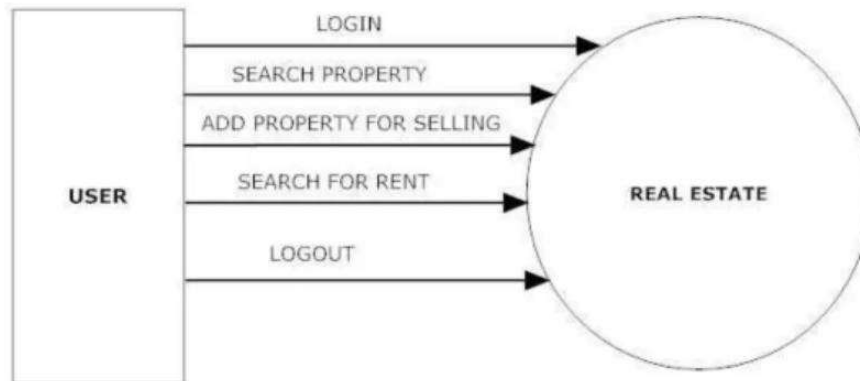 LOGIN
SEARCH PROPERTY
ADD PROPERTY FOR SELLING
SEARCH FOR RENT
LOGOUT
USER
REAL ESTATE